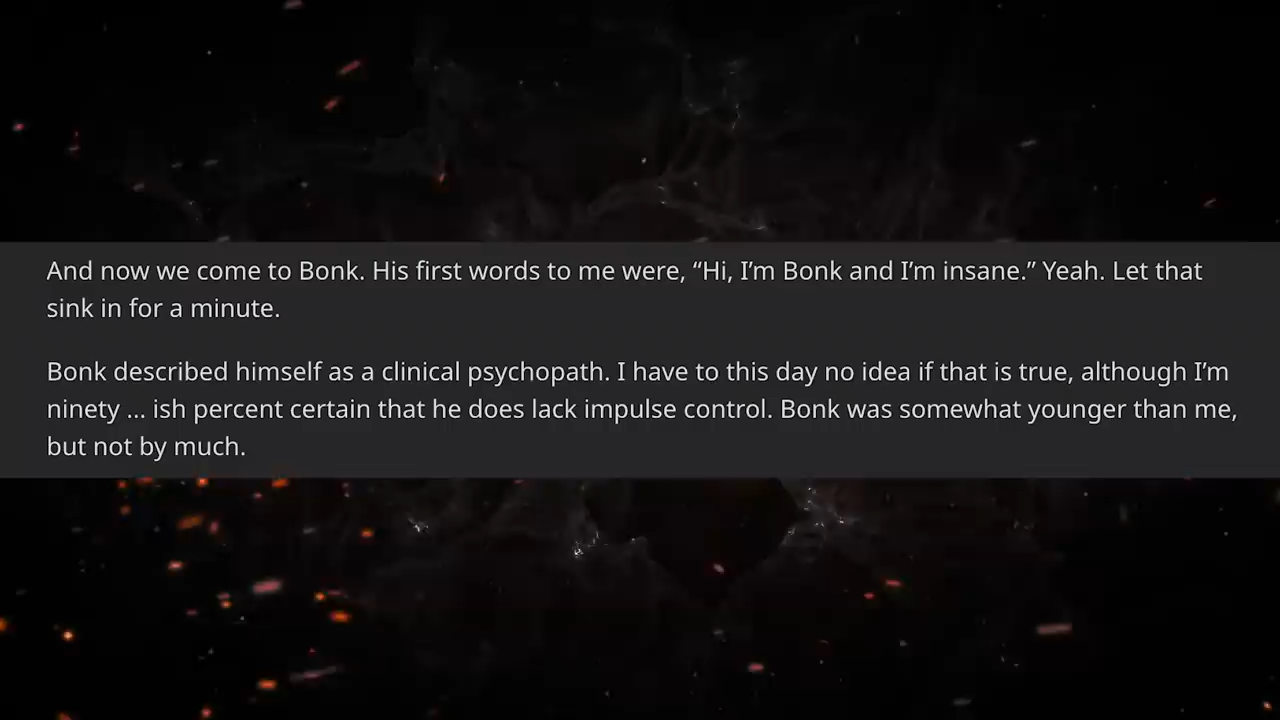 And now we come to Bonk. His first words to me were, “Hi, I’m Bonk and I’m insane.” Yeah. Let that
sink in for a minute.
Bonk described himself as a clinical psychopath. I have to this day no idea if that is true, although I’m
ninety ... ish percent certain that he does lack impulse control. Bonk was somewhat younger than me,
but not by much.